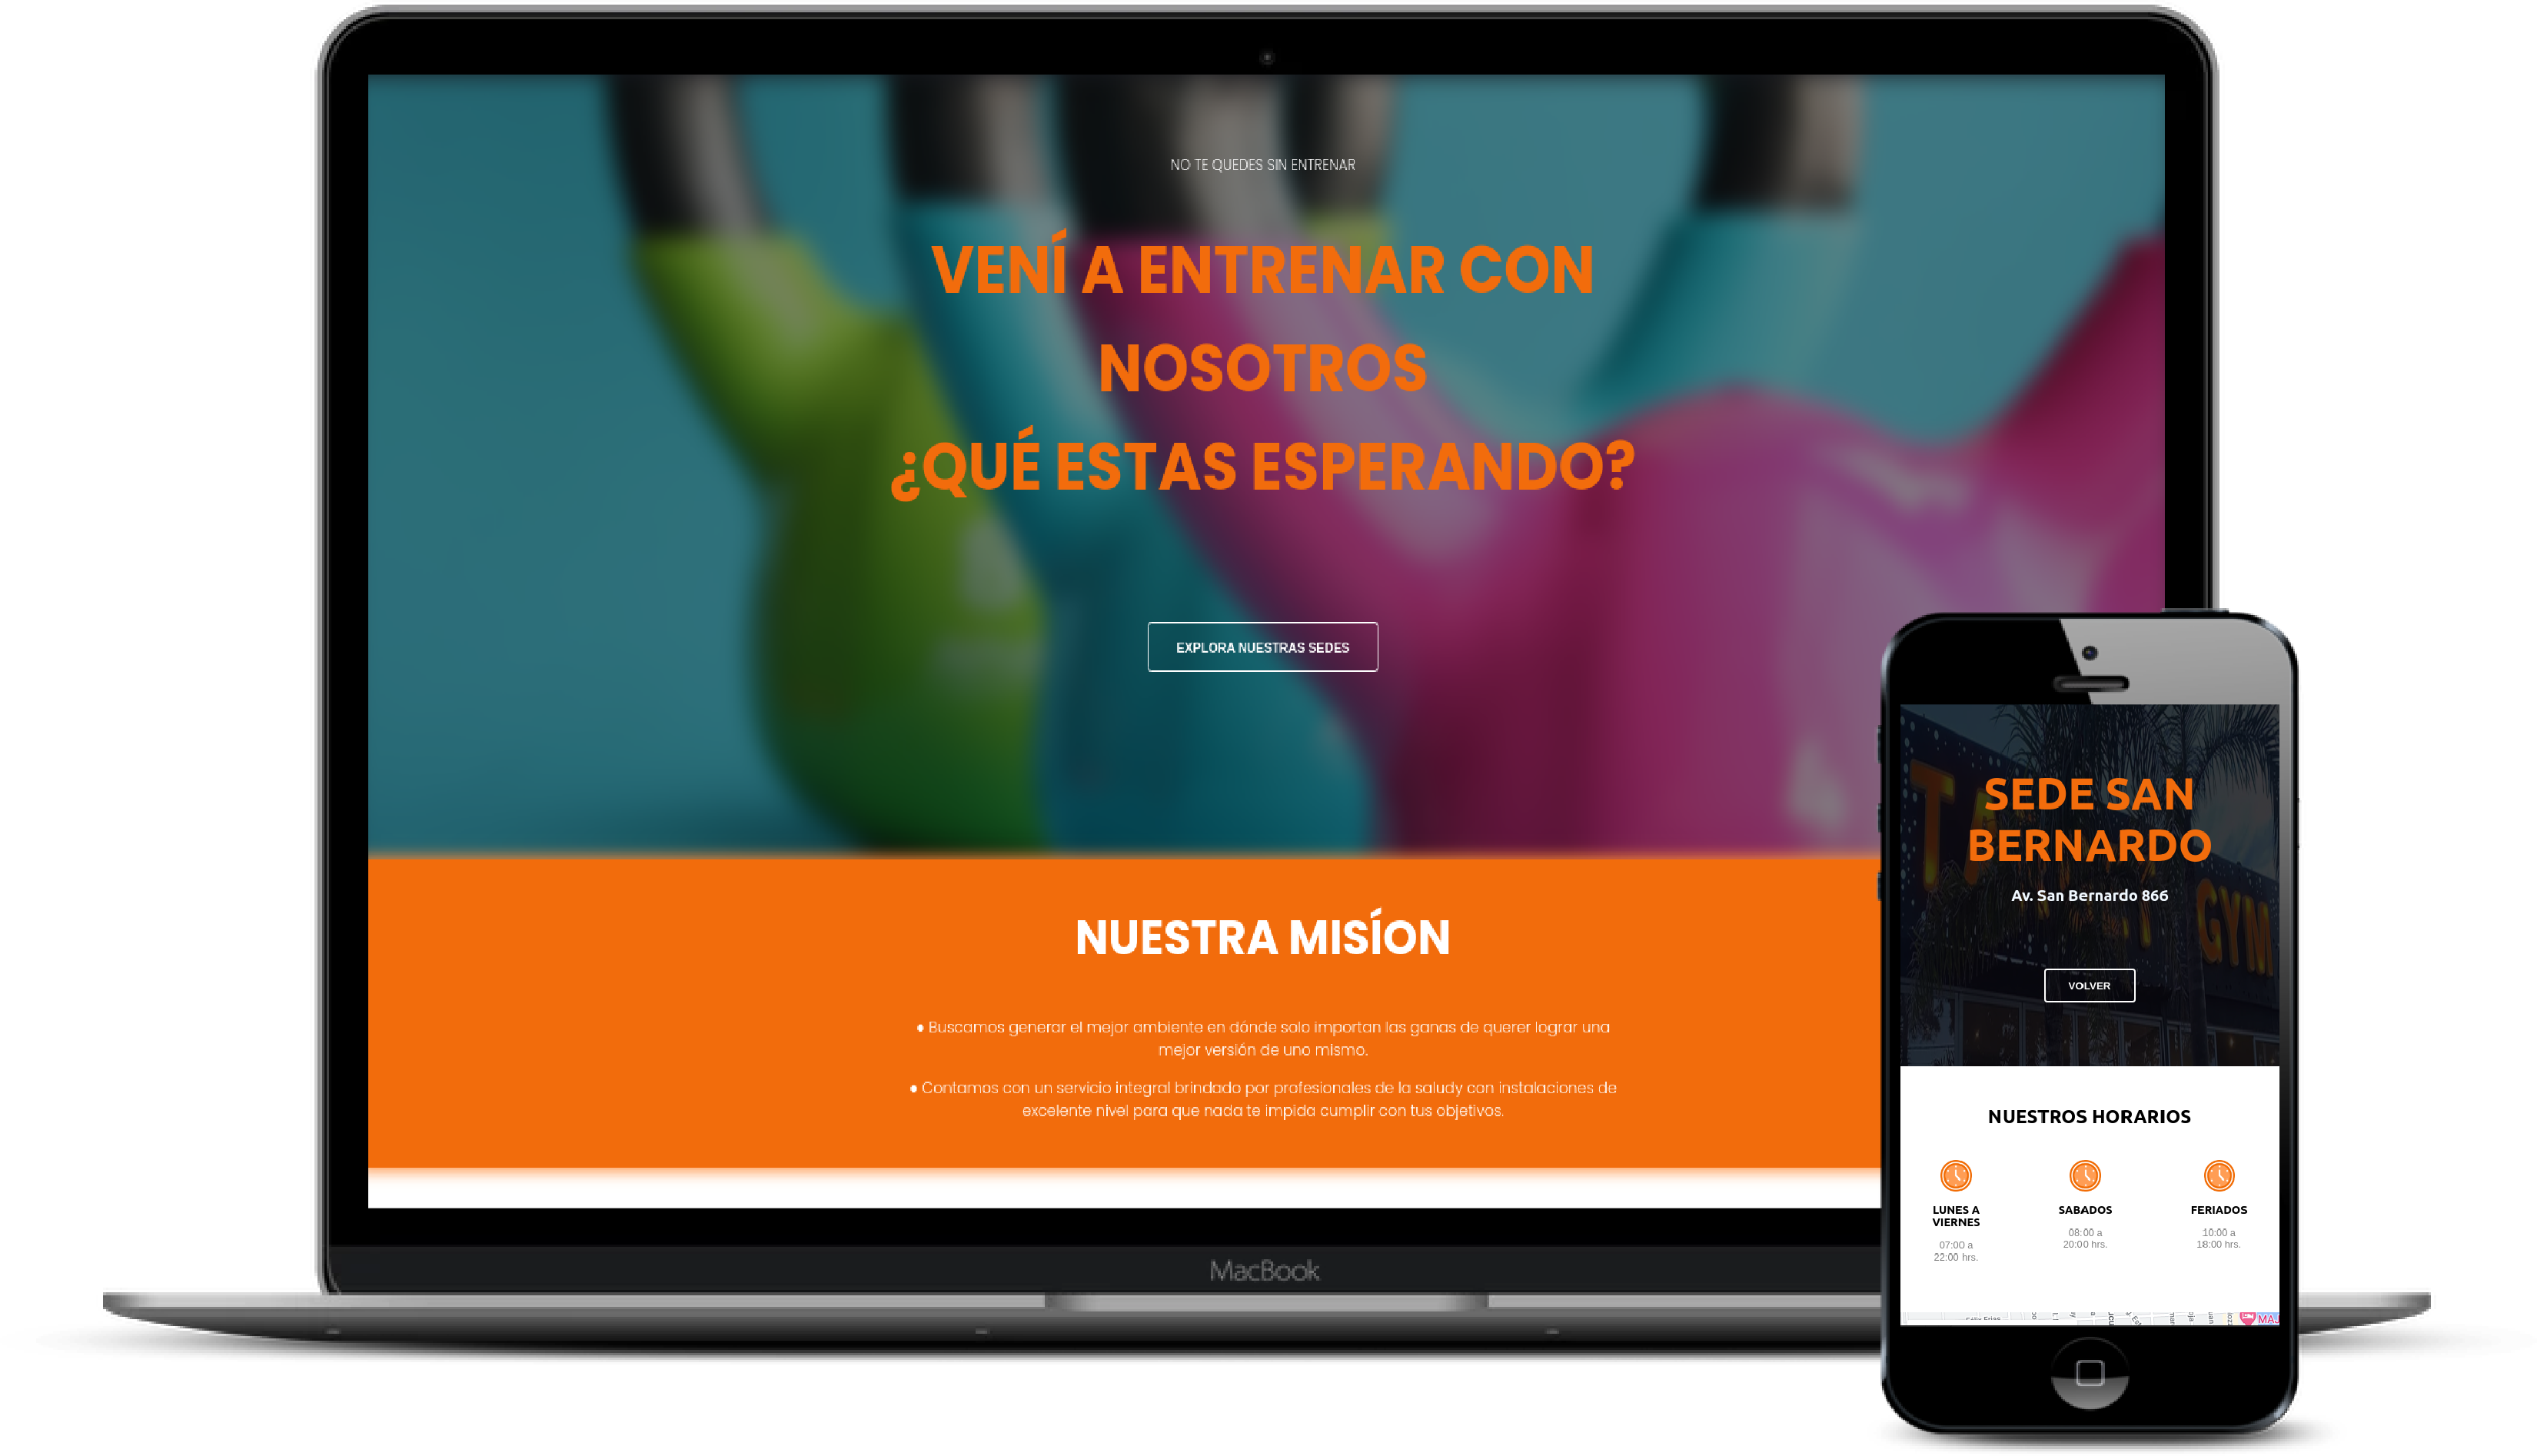 NO TE QUEDES SIN ENTRENAR
VENÍ A ENTRENAR CON
NOSOTROS
¿QUÉ ESTAS ESPERANDO?
EXPLORA NUESTRAS SEDES
NUESTRA MISÍON
● Buscamos generar el mejor ambiente en dónde solo importan las ganas de querer lograr una
mejor versión de uno mismo.
● Contamos con un servicio integral brindado por profesionales de la saludy con instalaciones de
excelente nivel para que nada te impida cumplir con tus objetivos.
MacBook
SEDE SAN
BERNARDO
Av. San Bernardo 866
GYM
VOLVER
NUESTROS HORARIOS
LUNES A
VIERNES
07:00 a
22:00 hrs.
SABADOS
08:00 a
20:00 hrs.
FERIADOS
10:00 a
18:00 hrs.